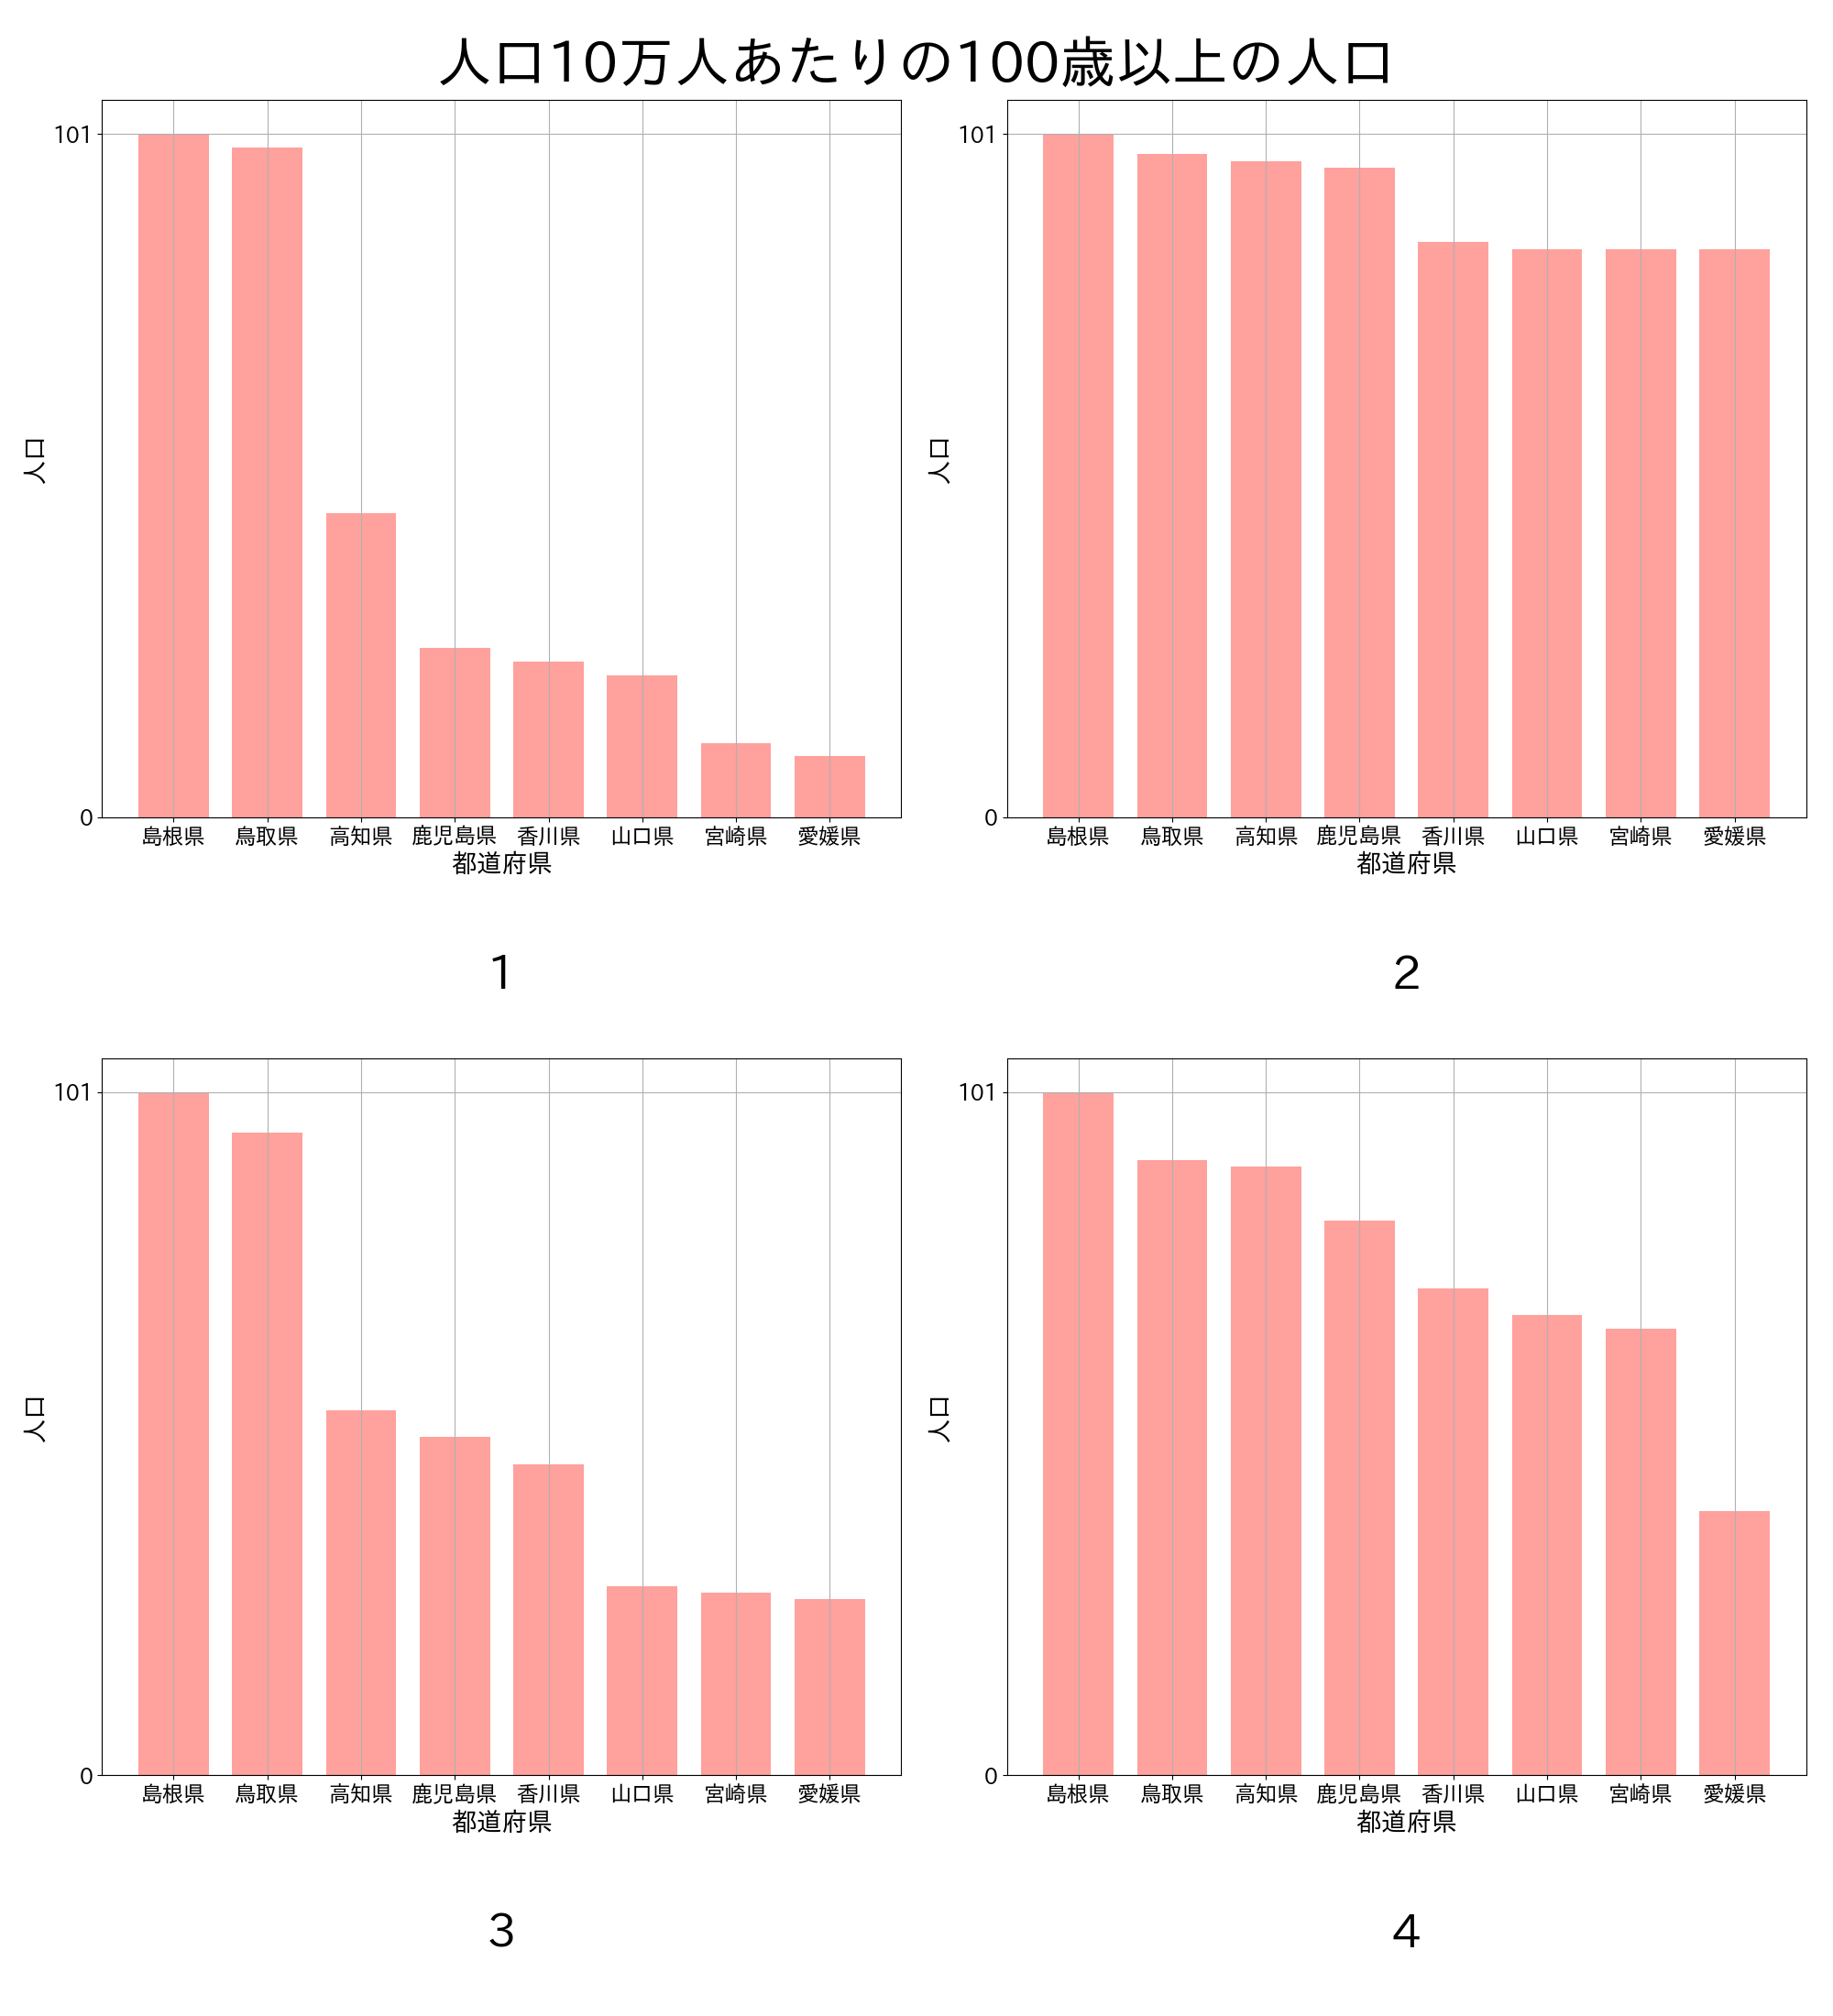 人口10万人あたりの100歳以上の人口
101
人口
0
島根県 鳥取県 高知県 鹿児島県 香川県 山口県 宮崎県 愛媛県
都道府県
1
101
人口
0
島根県 鳥取県 高知県 鹿児島県 香川県 山口県 宮崎県 愛媛県
都道府県
2
101
人口
0
島根県 鳥取県 高知県 鹿児島県 香川県 山口県 宮崎県 愛媛県
都道府県
3
101
人口
0
島根県 鳥取県 高知県 鹿児島県 香川県 山口県 宮崎県 愛媛県
都道府県
4